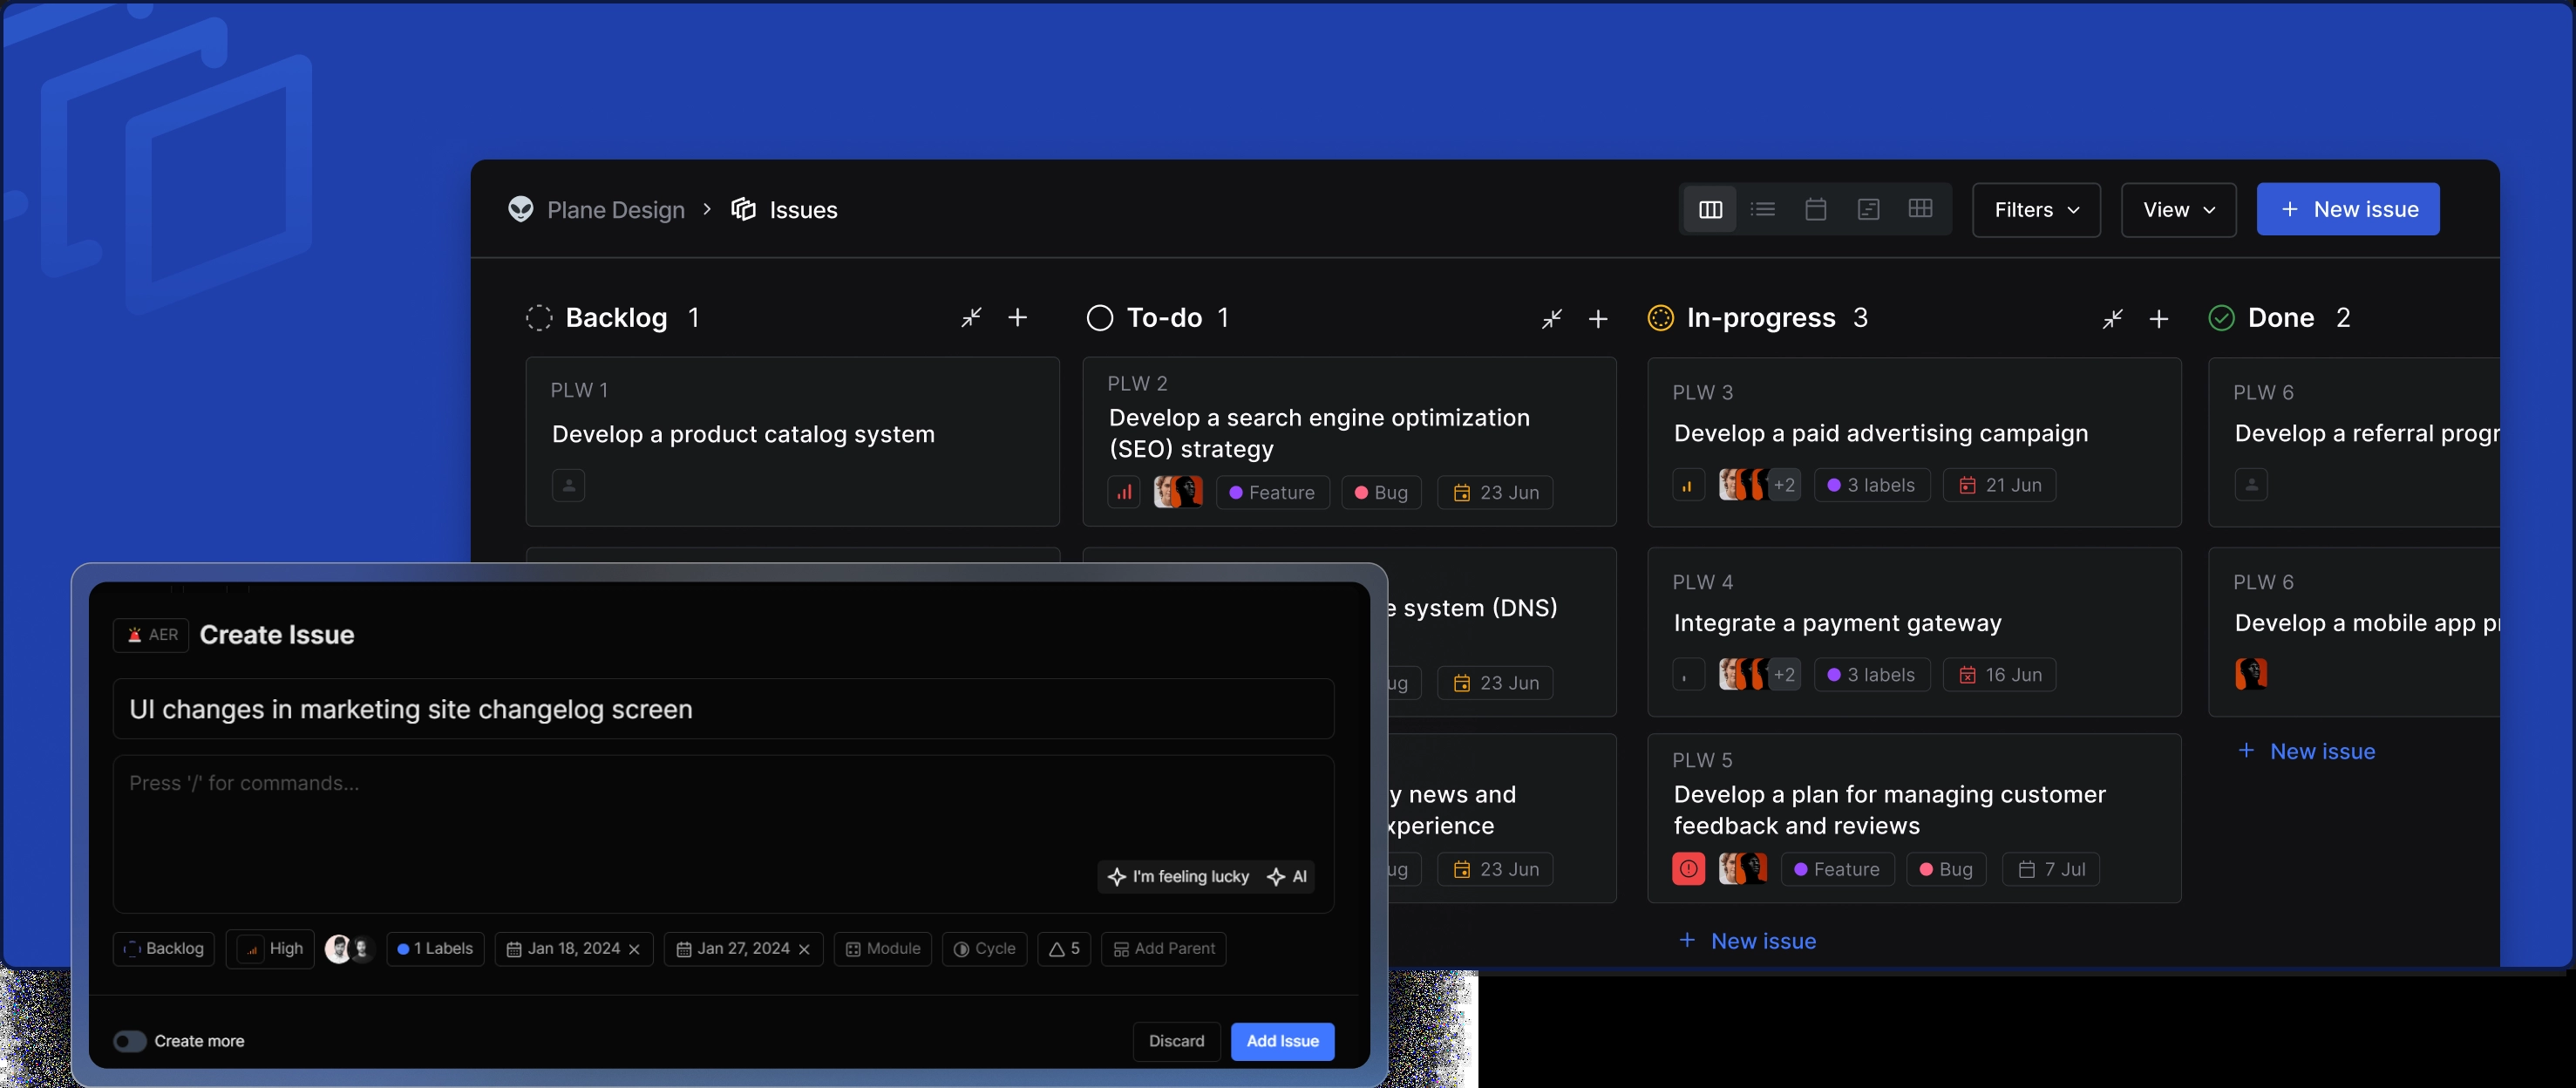 Plane Design > Issues
Filters
View
+ New issue
Backlog 1
To-do 1
In-progress 3
Done 2
PLW 1
Develop a product catalog system
PLW 2
Develop a search engine optimization
(SEO) strategy
Feature
Bug
23 Jun
PLW 3
Develop a paid advertising campaign
+2
3 labels
21 Jun
PLW 6
Develop a referral
system (DNS)
23 Jun
PLW 4
Integrate a payment gateway
+2
3 labels
16 Jun
PLW 6
Develop a mobile app
news and
23 Jun
PLW 5
Develop a plan for managing customer
feedback and reviews
Feature
Bug
7 Jul
+ New issue
+ New issue
AER
Create Issue
UI changes in marketing site changelog screen
Press '/' for commands...
I'm feeling lucky
AI
Backlog
High
1 Labels
Jan 18, 2024 ×
Jan 27, 2024 ×
Module
Cycle
5
Add Parent
Create more
Discard
Add Issue